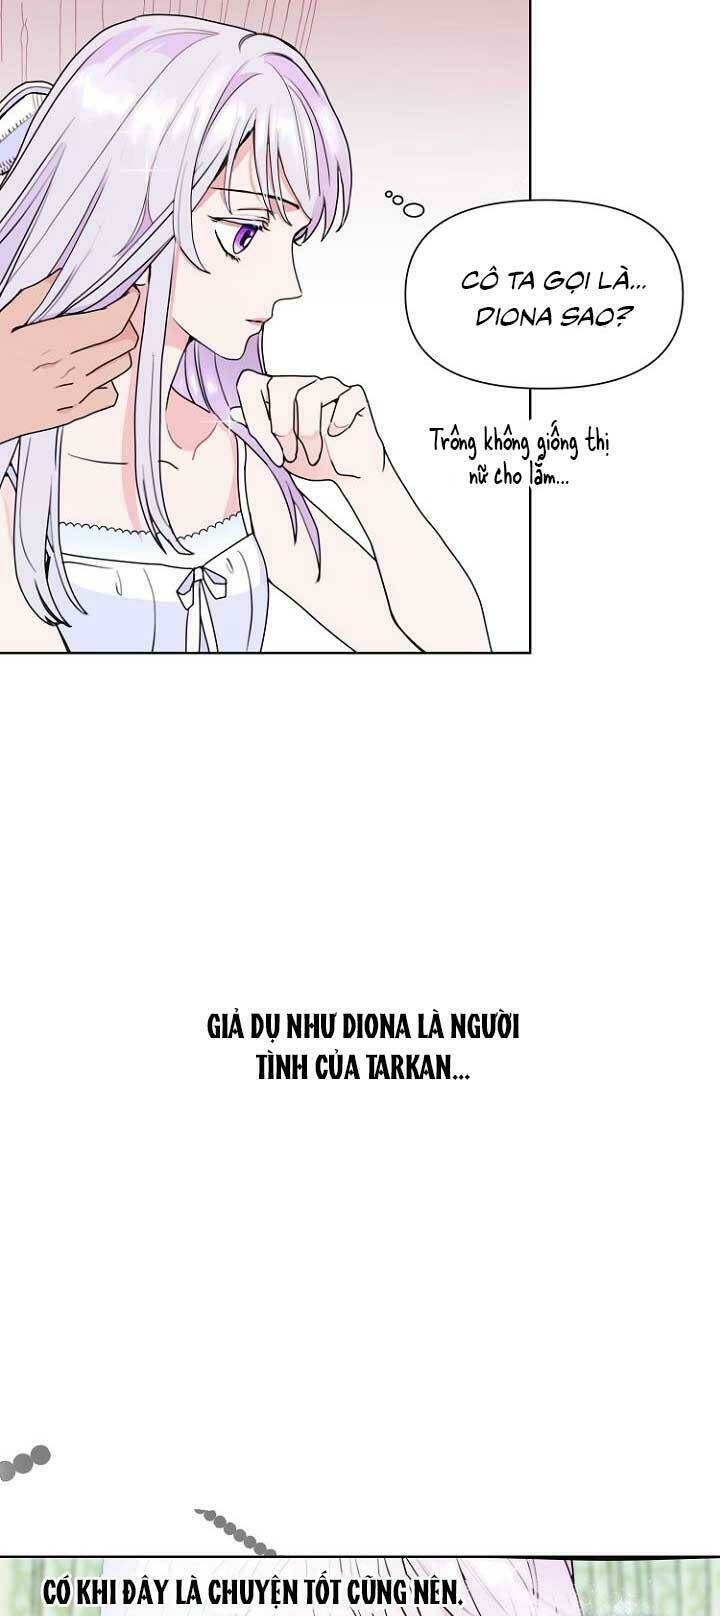 CÔ TA GỌI LÀ...
DIONA SAO?
Trông không giống thị
nữ cho lắm...
GIẢ DỤ NHƯ DIONA LÀ NGƯỜI
TÌNH CỦA TARKAN...
CÓ KHI ĐÂY LÀ CHUYỆN TỐT CŨNG NÊN.